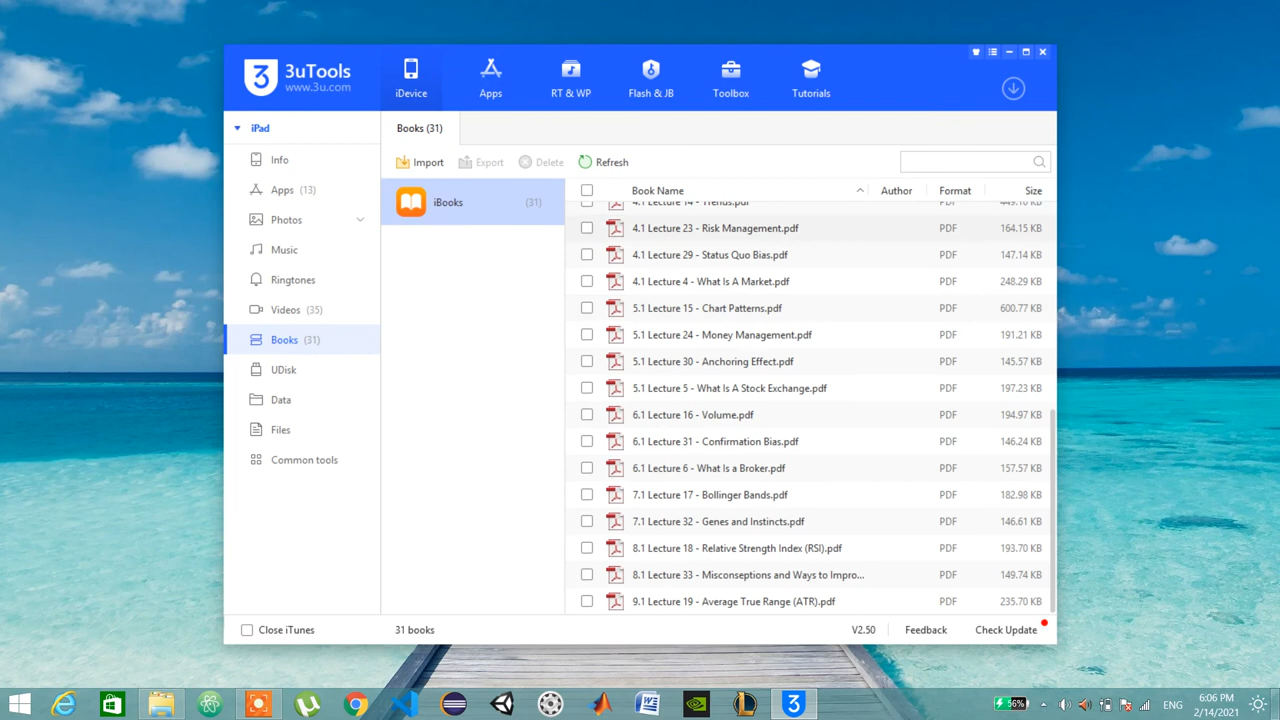 3uTools
www.3u.com
iDevice
Apps
RT & WP
Flash & JB
Toolbox
Tutorials
iPad
Info
Apps (13)
Photos
Music
Ringtones
Videos (35)
Books (31)
UDisk
Data
Files
Common tools
Books (31)
Import Export Delete Refresh
iBooks (31)
Book Name Author Format Size
4.1 Lecture 14 - Trends.pdf PDF 449.10 KB
4.1 Lecture 23 - Risk Management.pdf PDF 164.15 KB
4.1 Lecture 29 - Status Quo Bias.pdf PDF 147.14 KB
4.1 Lecture 4 - What Is A Market.pdf PDF 248.29 KB
5.1 Lecture 15 - Chart Patterns.pdf PDF 600.77 KB
5.1 Lecture 24 - Money Management.pdf PDF 191.21 KB
5.1 Lecture 30 - Anchoring Effect.pdf PDF 145.57 KB
5.1 Lecture 5 - What Is A Stock Exchange.pdf PDF 197.23 KB
6.1 Lecture 16 - Volume.pdf PDF 194.97 KB
6.1 Lecture 31 - Confirmation Bias.pdf PDF 146.24 KB
6.1 Lecture 6 - What Is a Broker.pdf PDF 157.57 KB
7.1 Lecture 17 - Bollinger Bands.pdf PDF 182.98 KB
7.1 Lecture 32 - Genes and Instincts.pdf PDF 146.61 KB
8.1 Lecture 18 - Relative Strength Index (RSI).pdf PDF 193.70 KB
8.1 Lecture 33 - Misconseptions and Ways to Impro... PDF 149.74 KB
9.1 Lecture 19 - Average True Range (ATR).pdf PDF 235.70 KB
Close iTunes 31 books V2.50 Feedback Check Update
56% ENG
6:06 PM
2/14/2021